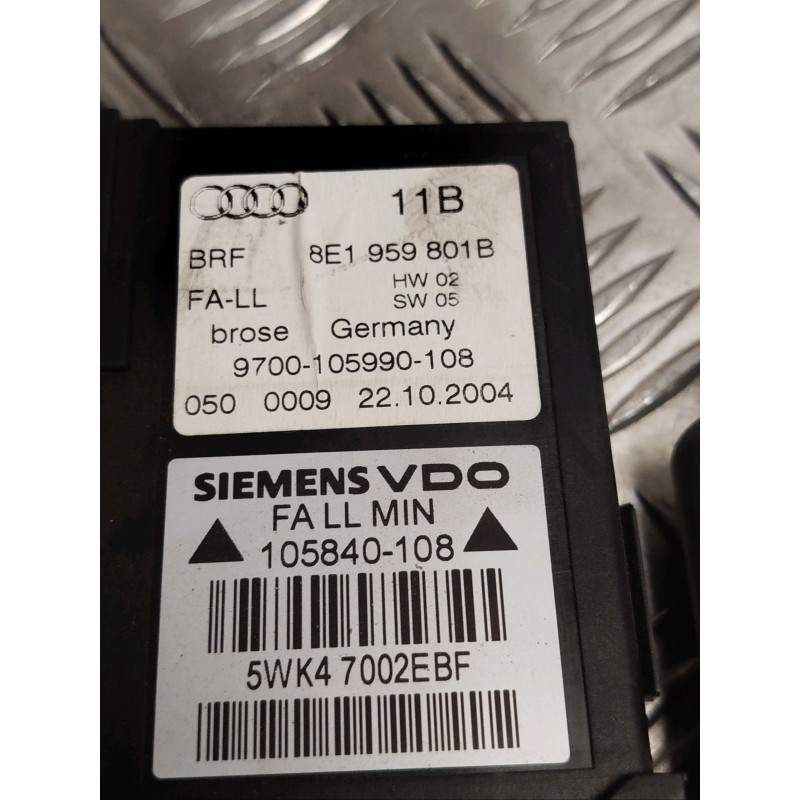 11B
BRF 8E1 959 801B
HW 02
FA-LL SW 05
brose Germany
9700-105990-108
050 0009 22.10.2004
SIEMENS VDO
FA LL MIN
105840-108
5WK4 7002EBF